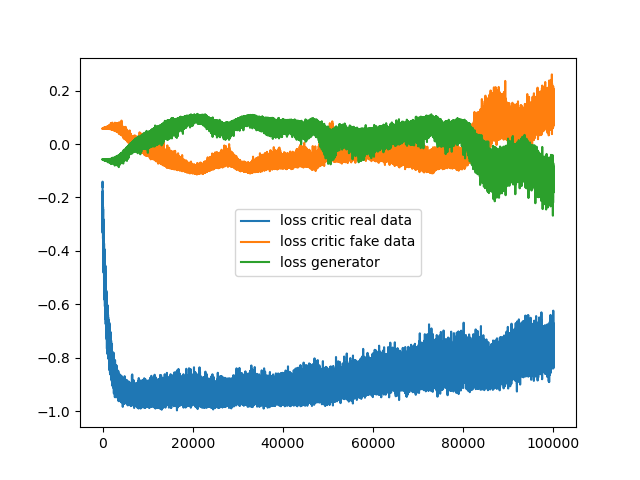 0.2
0.0
−0.2
−0.4
−0.6
−0.8
−1.0
loss critic real data
loss critic fake data
loss generator
0 20000 40000 60000 80000 100000